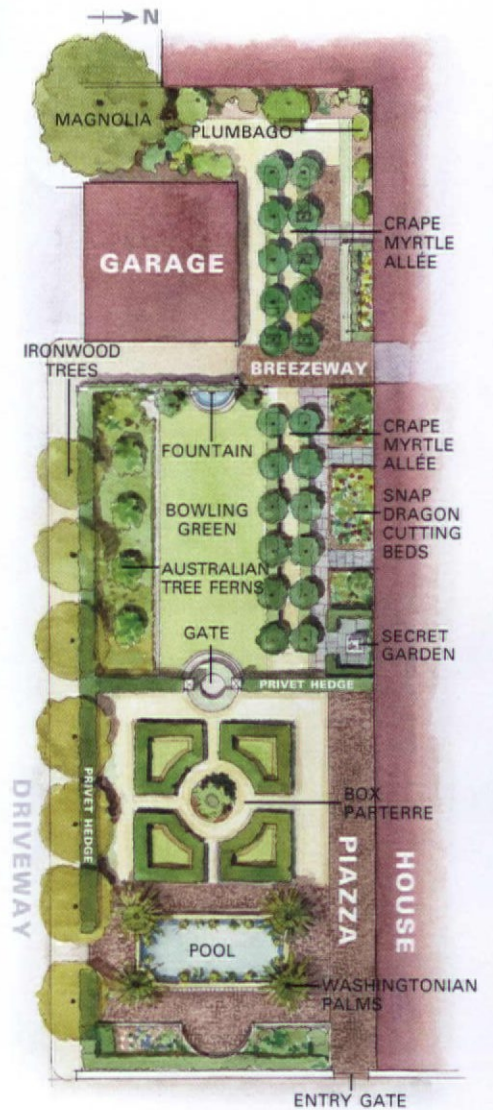 N
MAGNOLIA
PLUMBAGO
CRAPE
MYRTLE
ALLÉE
GARAGE
IRONWOOD
TREES
BREEZEWAY
FOUNTAIN
CRAPE
MYRTLE
ALLÉE
BOWLING
GREEN
SNAP
DRAGON
CUTTING
BEDS
AUSTRALIAN
TREE FERNS
GATE
SECRET
GARDEN
PRIVET HEDGE
PRIVET HEDGE
DRIVEWAY
BOX
PARTERRE
PIAZZA
HOUSE
POOL
WASHINGTONIAN
PALMS
ENTRY GATE